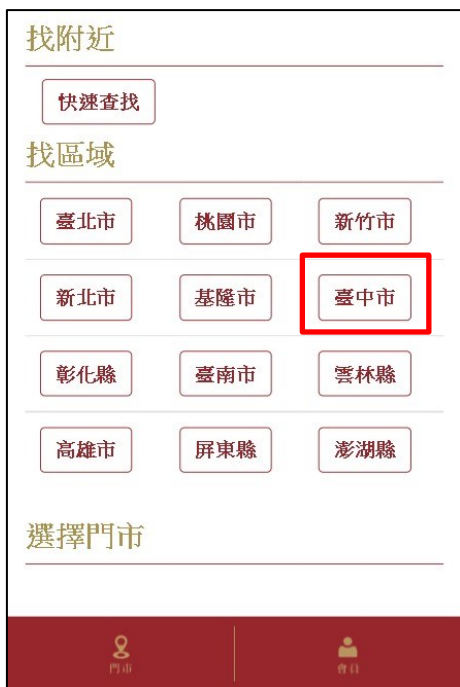 找附近
快速查找
找區域
臺北市 桃園市 新竹市
新北市 基隆市 臺中市
彰化縣 臺南市 雲林縣
高雄市 屏東縣 澎湖縣
選擇門市
門市 會員